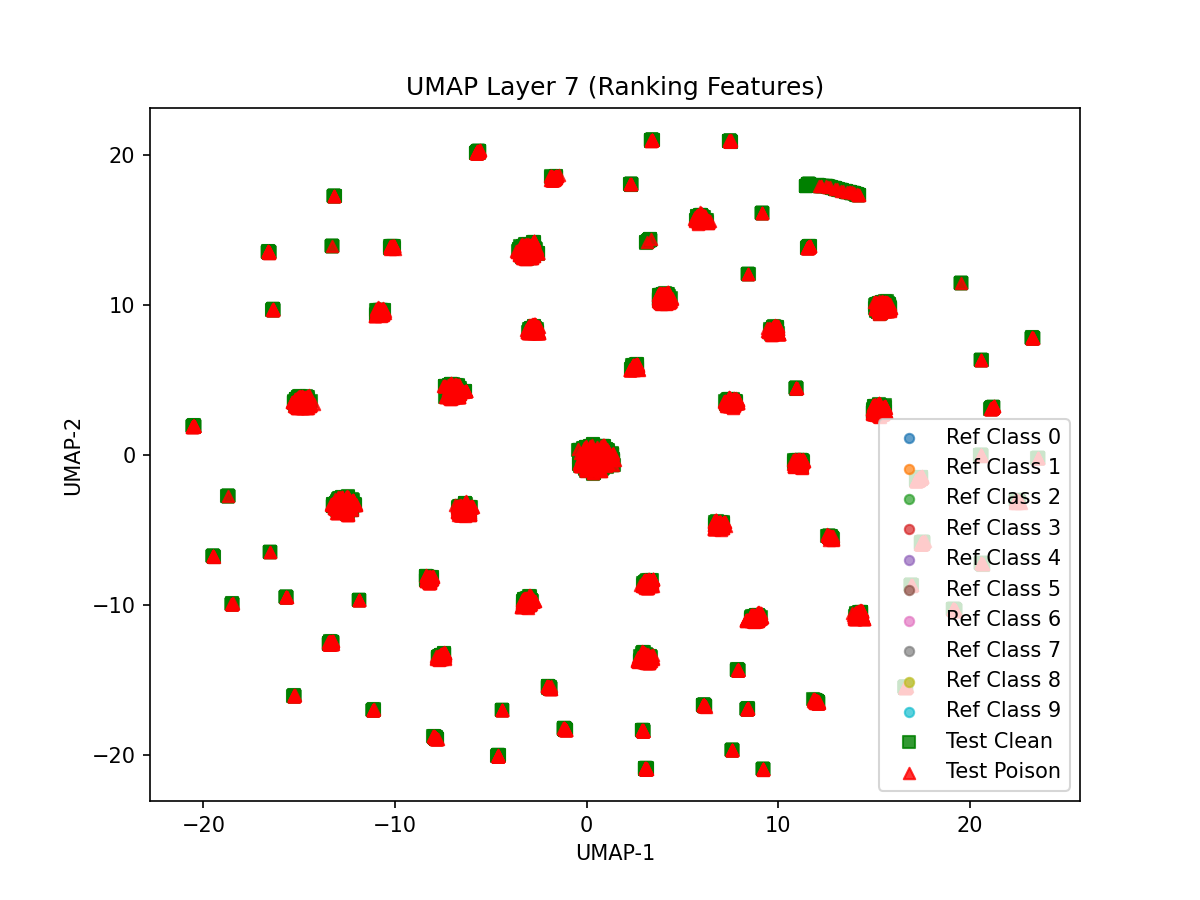 UMAP Layer 7 (Ranking Features)
20
10
0
−10
−20
UMAP-2
−20
−10
0
10
20
UMAP-1
Ref Class 0
Ref Class 1
Ref Class 2
Ref Class 3
Ref Class 4
Ref Class 5
Ref Class 6
Ref Class 7
Ref Class 8
Ref Class 9
Test Clean
Test Poison